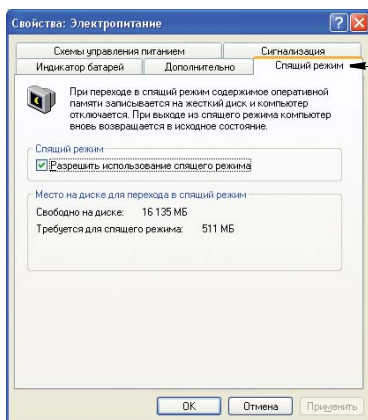 Свойства: Электропитание
Схемы управления питанием
Сигнализация
Индикатор батарей
Дополнительно
Спящий режим
При переходе в спящий режим содержимое оперативной
памяти записывается на жесткий диск и компьютер
отключается. При выходе из спящего режима компьютер
вновь возвращается в исходное состояние.
Спящий режим
Разрешить использование спящего режима
Место на диске для перехода в спящий режим
Свободно на диске: 16 135 МБ
Требуется для спящего режима: 511 МБ
ОК
Отмена
Применить